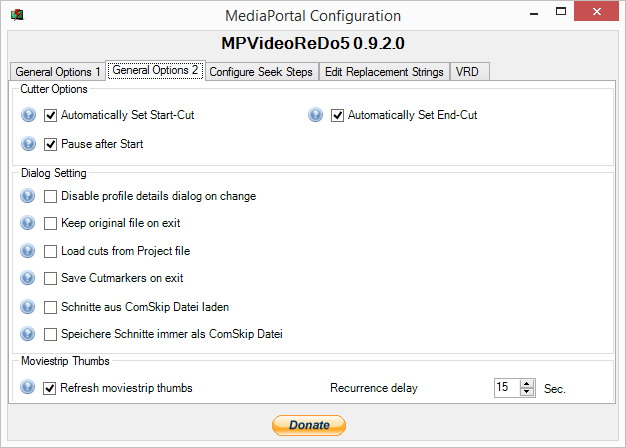 MediaPortal Configuration
MPVideoReDo5 0.9.2.0
General Options 1 General Options 2 Configure Seek Steps Edit Replacement Strings VRD
Cutter Options
Automatically Set Start-Cut Automatically Set End-Cut
Pause after Start
Dialog Setting
Disable profile details dialog on change
Keep original file on exit
Load cuts from Project file
Save Cutmarkers on exit
Schnitte aus ComSkip Datei laden
Speichere Schnitte immer als ComSkip Datei
Moviestrip Thumbs
Refresh moviestrip thumbs Recurrence delay 15 Sec.
Donate